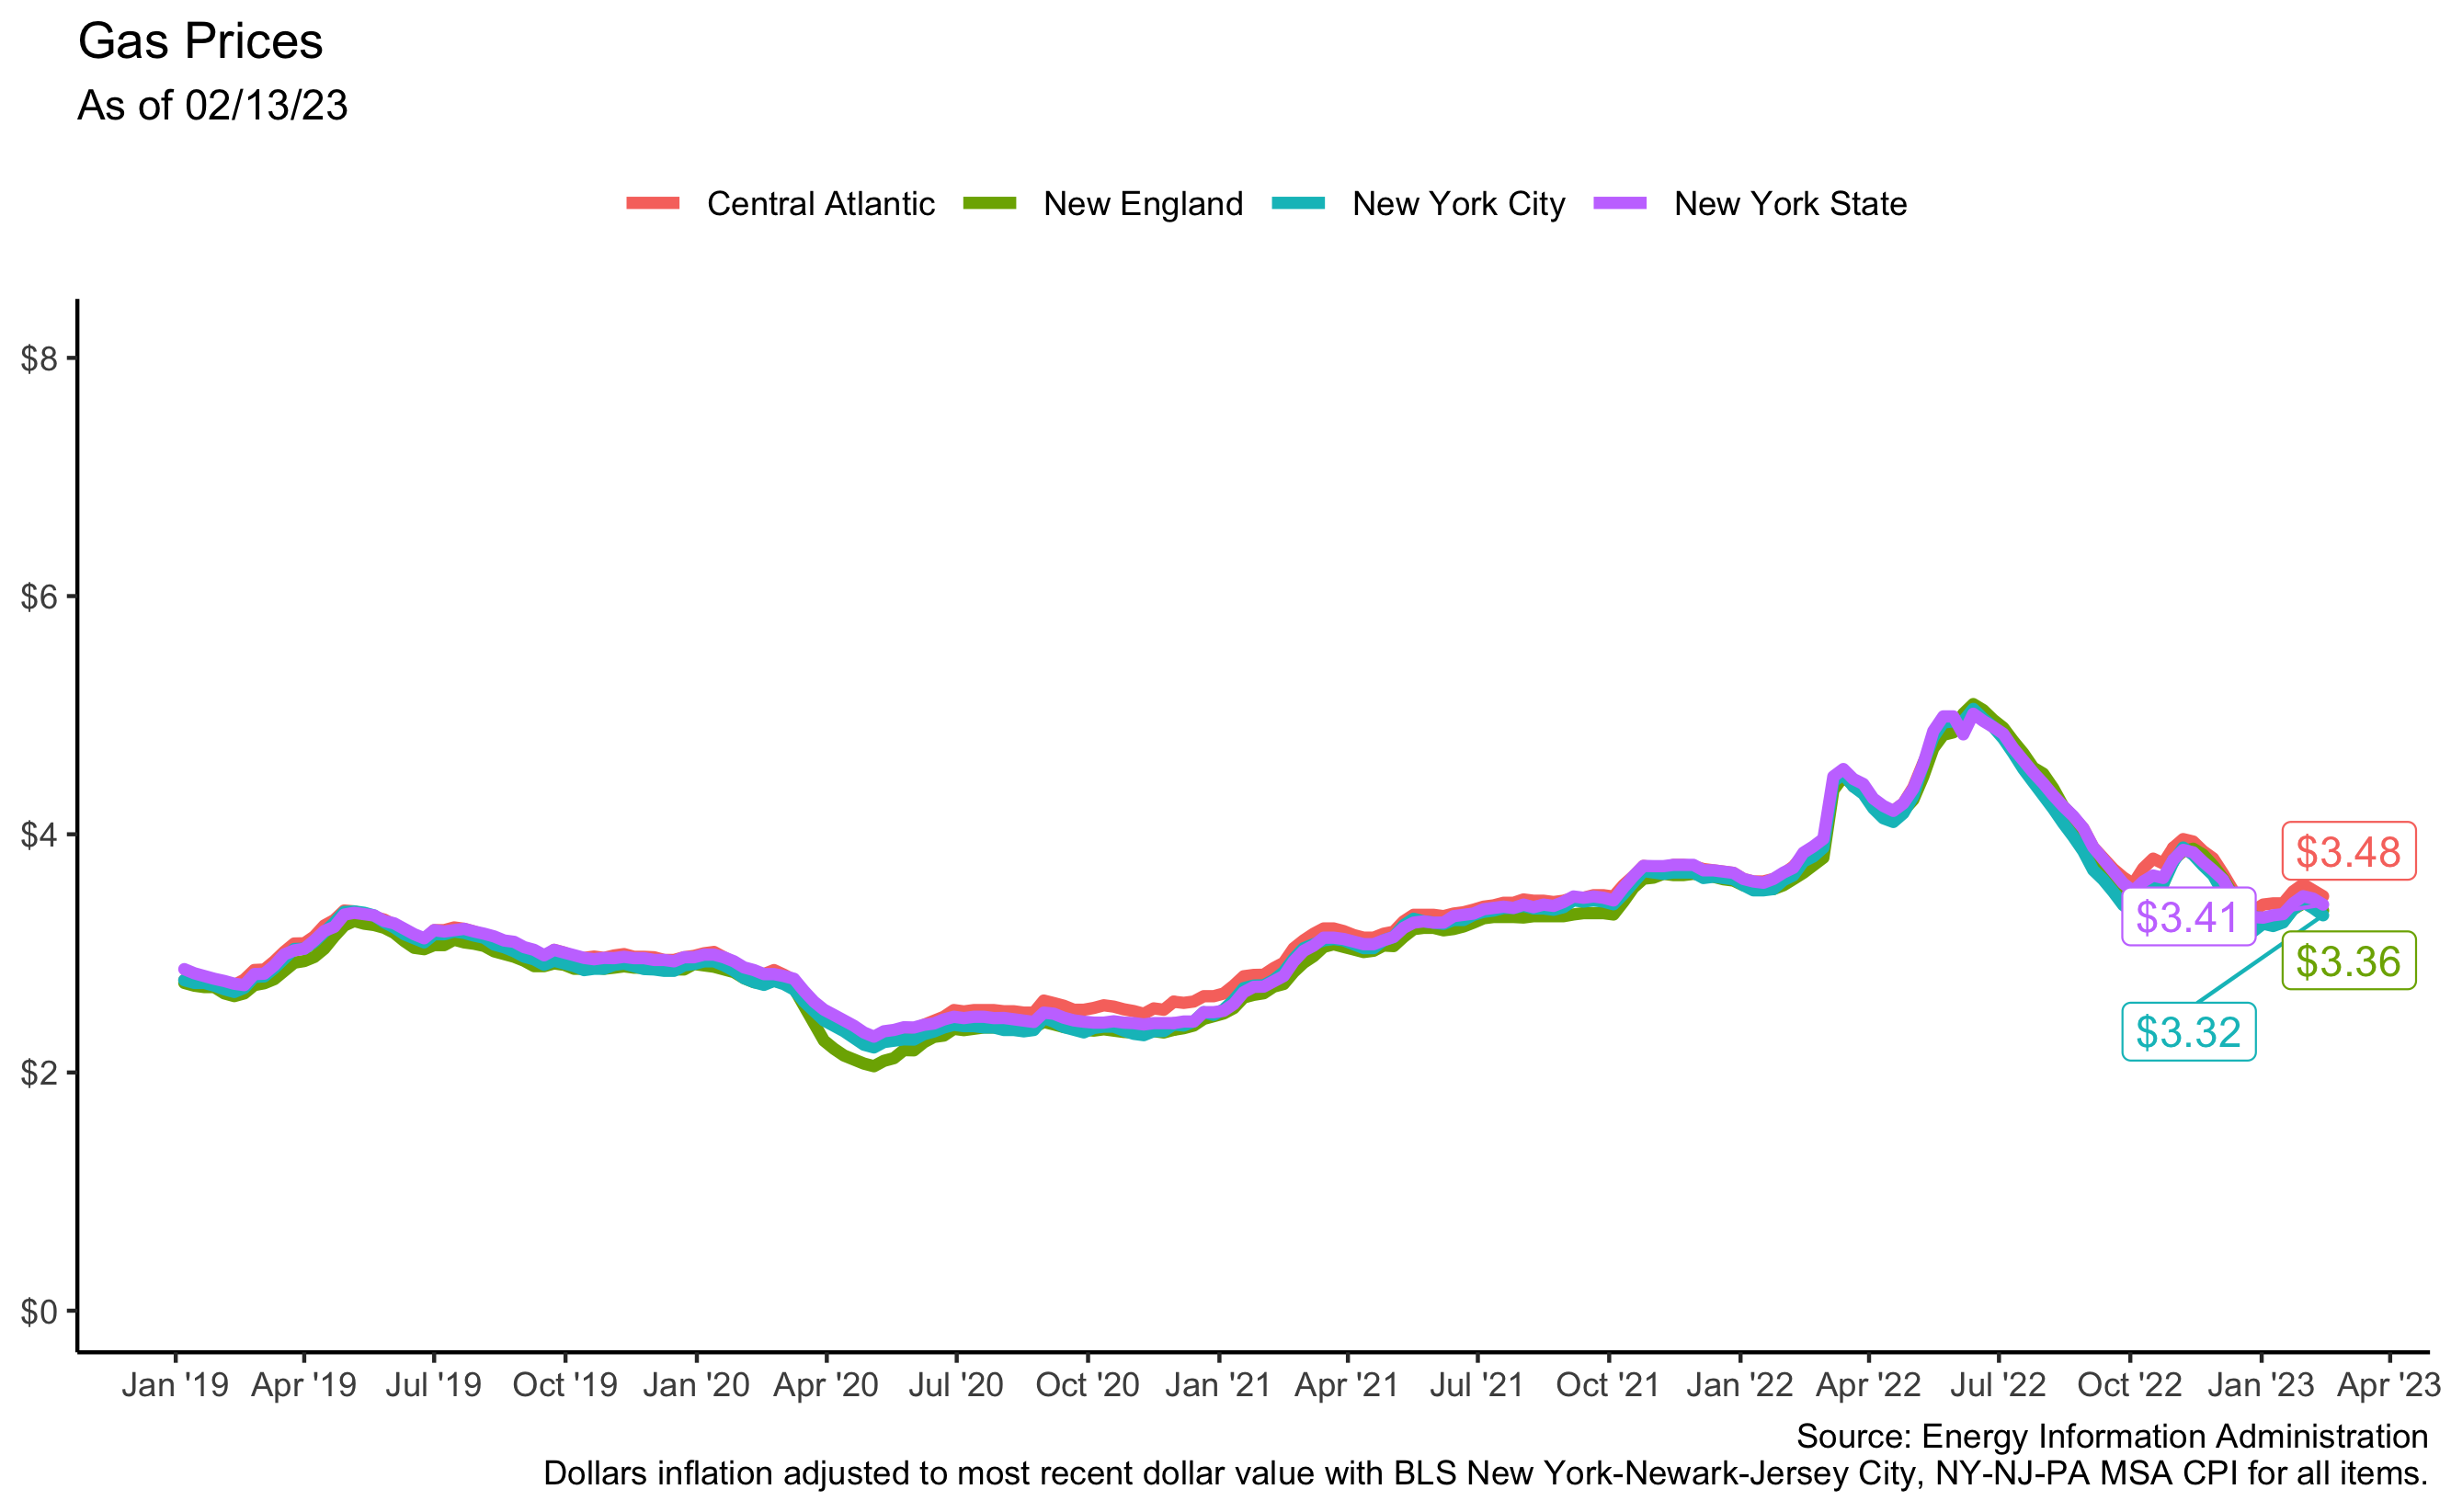 Gas Prices
As of 02/13/23
Central Atlantic New England New York City New York State
$8
$6
$4
$2
$0
$3.48
$3.41
$3.36
$3.32
Jan '19 Apr '19 Jul '19 Oct '19 Jan '20 Apr '20 Jul '20 Oct '20 Jan '21 Apr '21 Jul '21 Oct '21 Jan '22 Apr '22 Jul '22 Oct '22 Jan '23 Apr '23
Source: Energy Information Administration
Dollars inflation adjusted to most recent dollar value with BLS New York-Newark-Jersey City, NY-NJ-PA MSA CPI for all items.